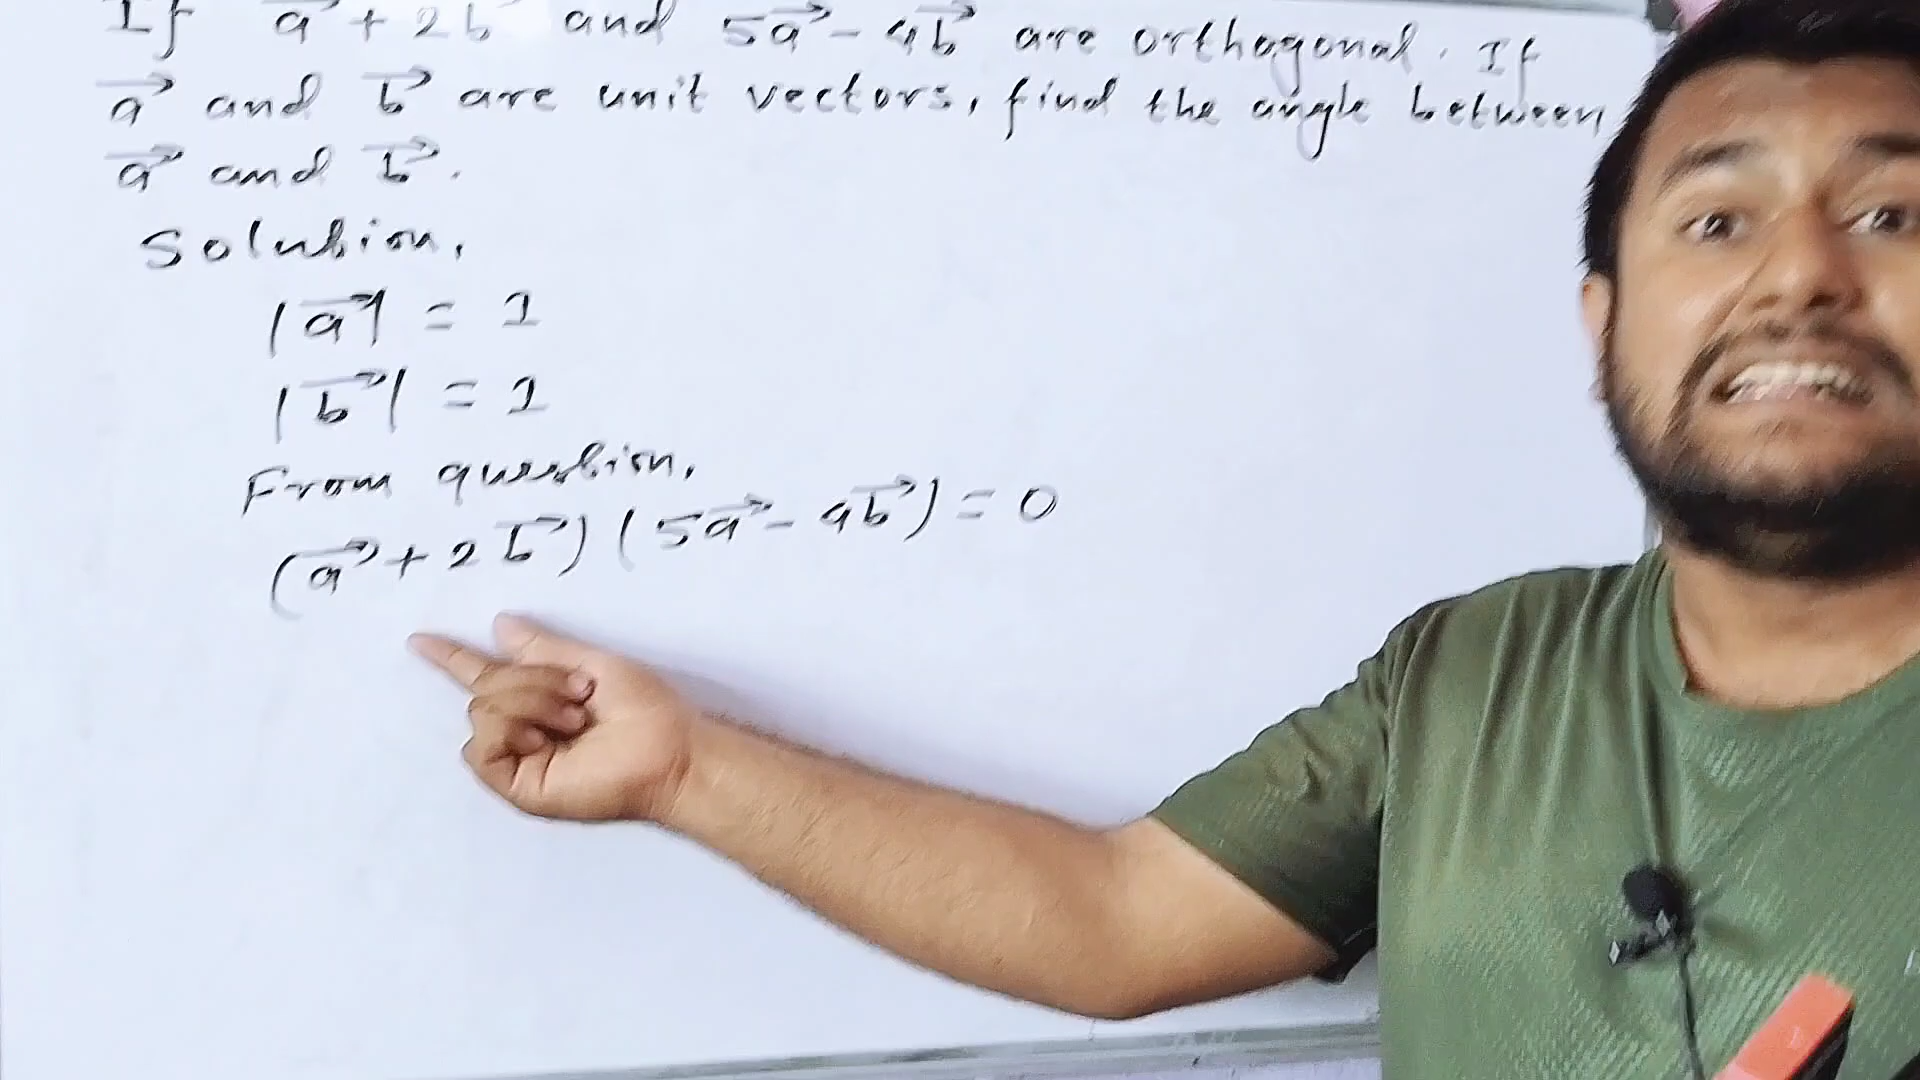 If a⃗ + 2b⃗ and 5a⃗ - 4b⃗ are orthogonal. If
a⃗ and b⃗ are unit vectors, find the angle between
a⃗ and b⃗.
Solution,
|a⃗| = 1
|b⃗| = 1
From question,
(a⃗ + 2b⃗) (5a⃗ - 4b⃗) = 0